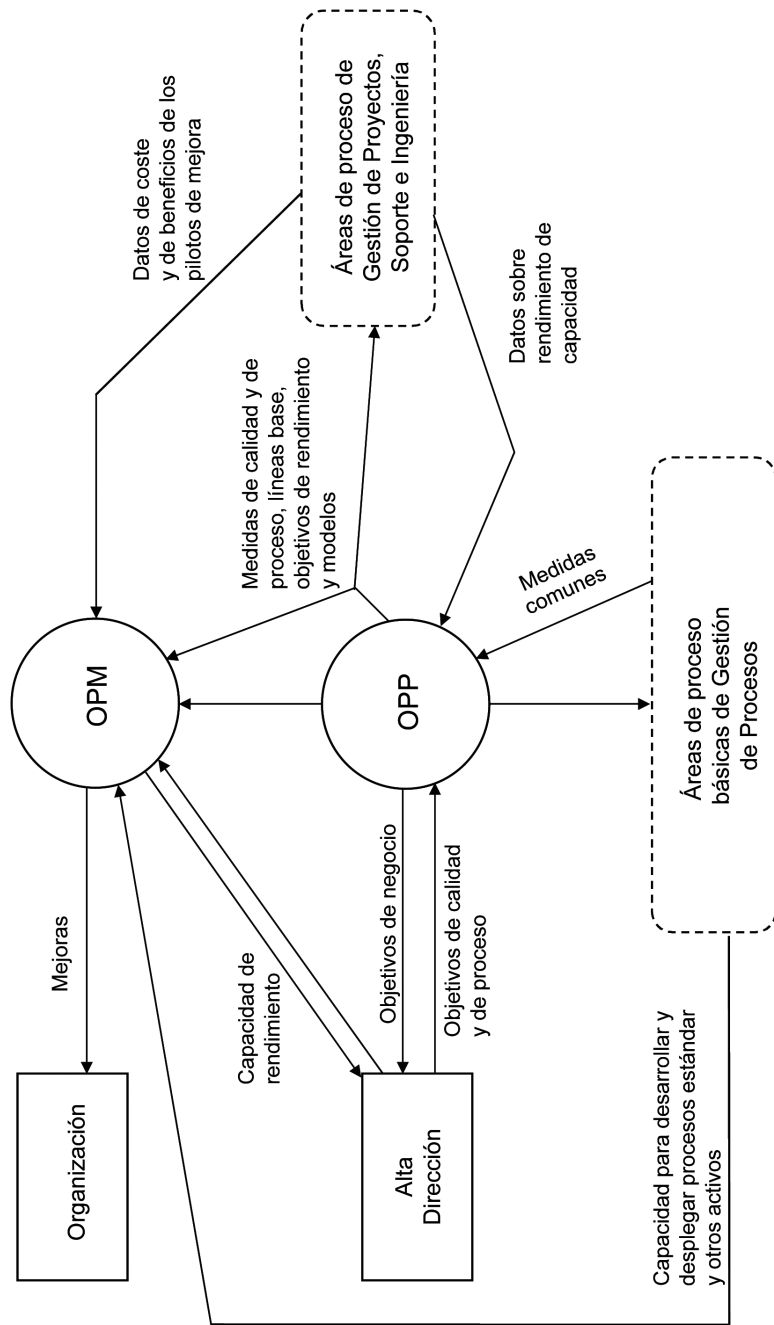 Organización
Mejoras
OPM
Datos de coste
y de beneficios de los
pilotos de mejora
Capacidad de
rendimiento
Medidas de calidad y de
proceso, líneas base,
objetivos de rendimiento
y modelos
Áreas de proceso de
Gestión de Proyectos,
Soporte e Ingeniería
Alta
Dirección
Objetivos de negocio
Objetivos de calidad
y de proceso
OPP
Datos sobre
rendimiento de
capacidad
Medidas
comunes
Capacidad para desarrollar y
desplegar procesos estándar
y otros activos
Áreas de proceso
básicas de Gestión
de Procesos